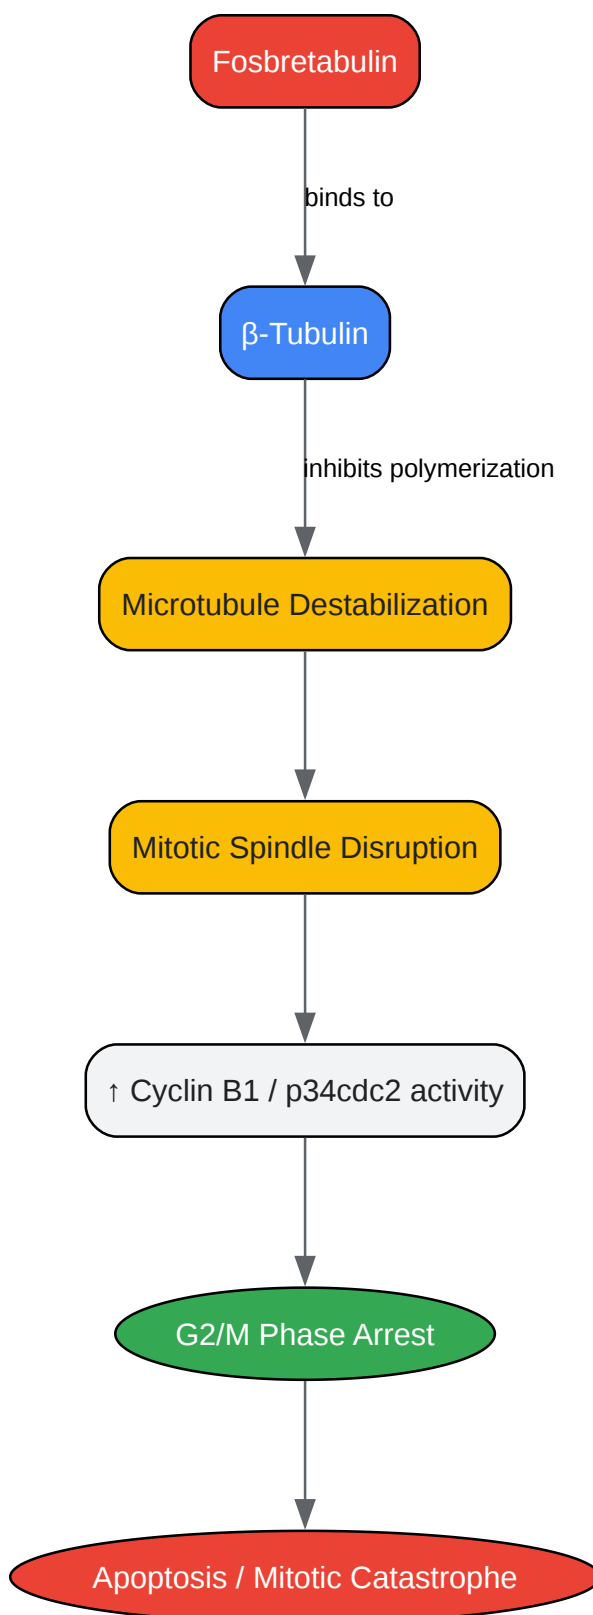 Fosbretabulin
binds to
β-Tubulin
inhibits polymerization
Microtubule Destabilization
Mitotic Spindle Disruption
↑ Cyclin B1 / p34cdc2 activity
G2/M Phase Arrest
Apoptosis / Mitotic Catastrophe